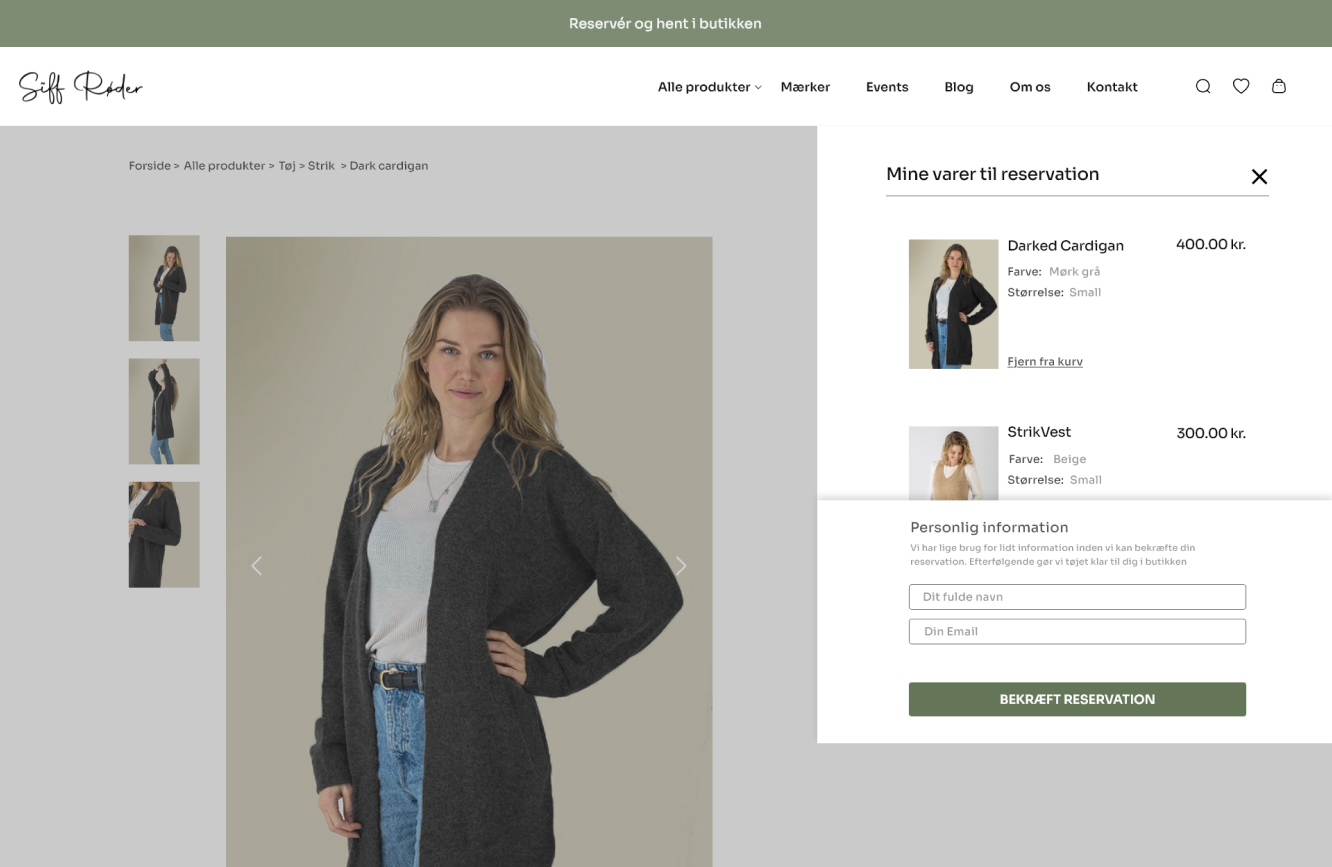 Reservér og hent i butikken
Siff Røder
Alle produkter Mærker Events Blog Om os Kontakt
Forside > Alle produkter > Tøj > Strik > Dark cardigan
Mine varer til reservation
Darked Cardigan 400.00 kr.
Farve: Mørk grå
Størrelse: Small
Fjern fra kurv
StrikVest 300.00 kr.
Farve: Beige
Størrelse: Small
Personlig information
Vi har lige brug for lidt information inden vi kan bekræfte din
reservation. Efterfølgende gør vi tøjet klar til dig i butikken
Dit fulde navn
Din Email
BEKRÆFT RESERVATION